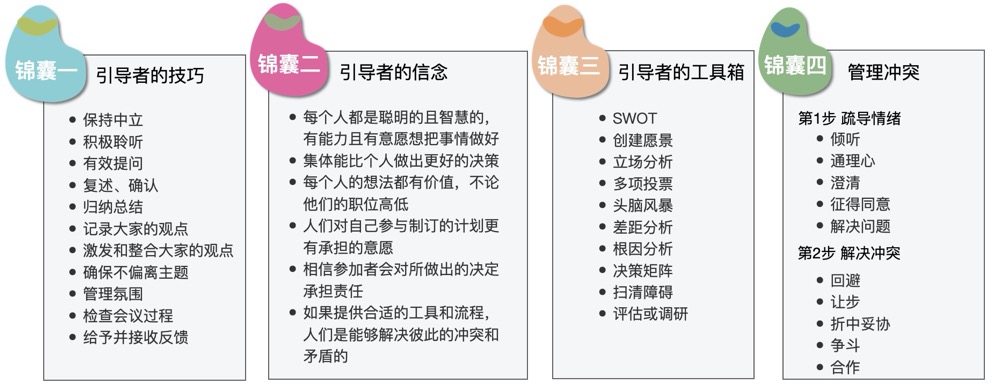 锦囊一
引导者的技巧
保持中立
积极聆听
有效提问
复述、确认
归纳总结
记录大家的观点
激发和整合大家的观点
确保不偏离主题
管理氛围
检查会议过程
给予并接收反馈
锦囊二
引导者的信念
每个人都是聪明的且智慧的，
有能力且有意愿想把事情做好
集体能比个人做出更好的决策
每个人的想法都有价值，不论
他们的职位高低
人们对自己参与制订的计划更
有承担的意愿
相信参加者会对所做出的决定
承担责任
如果提供合适的工具和流程，
人们是能够解决彼此的冲突和
矛盾的
锦囊三
引导者的工具箱
SWOT
创建愿景
立场分析
多项投票
头脑风暴
差距分析
根因分析
决策矩阵
扫清障碍
评估或调研
锦囊四
管理冲突
第1步 疏导情绪
倾听
通理心
澄清
征得同意
解决问题
第2步 解决冲突
回避
让步
折中妥协
争斗
合作